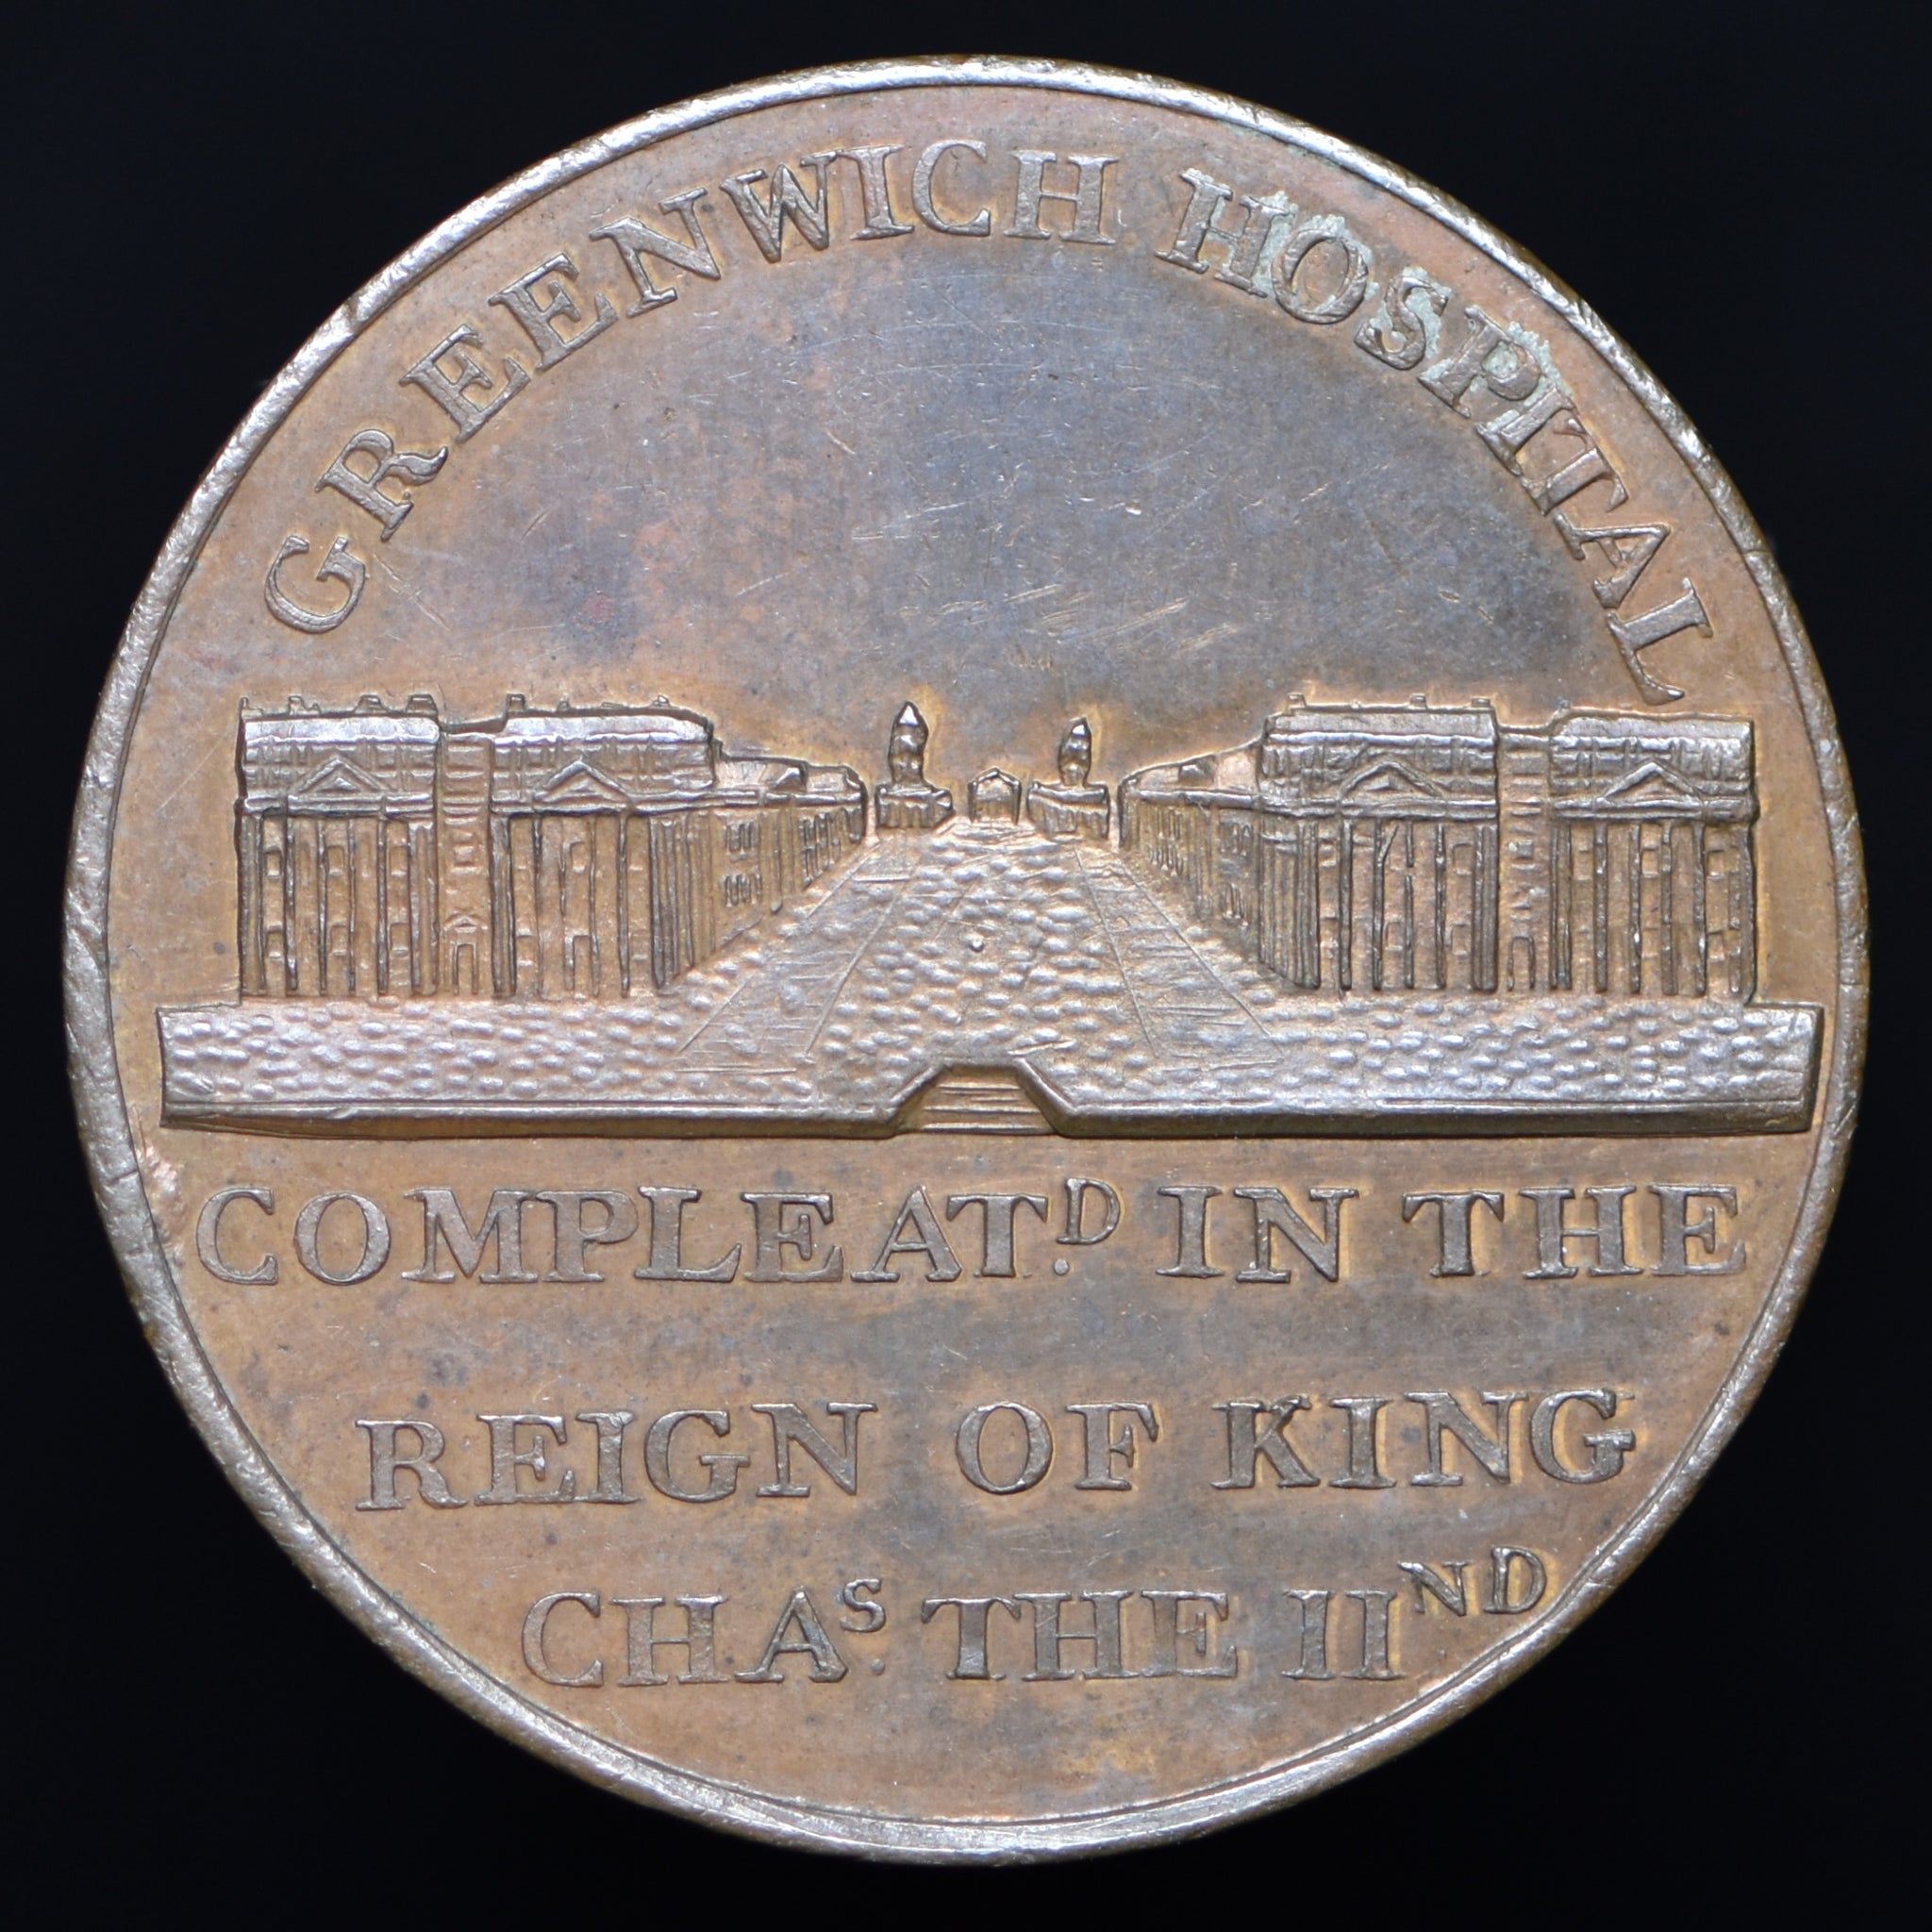 GREENWICH HOSPITAL
COMPLEAT.ᴰ IN THE
REIGN OF KING
CHA.ˢ THE IIᴺᴰ